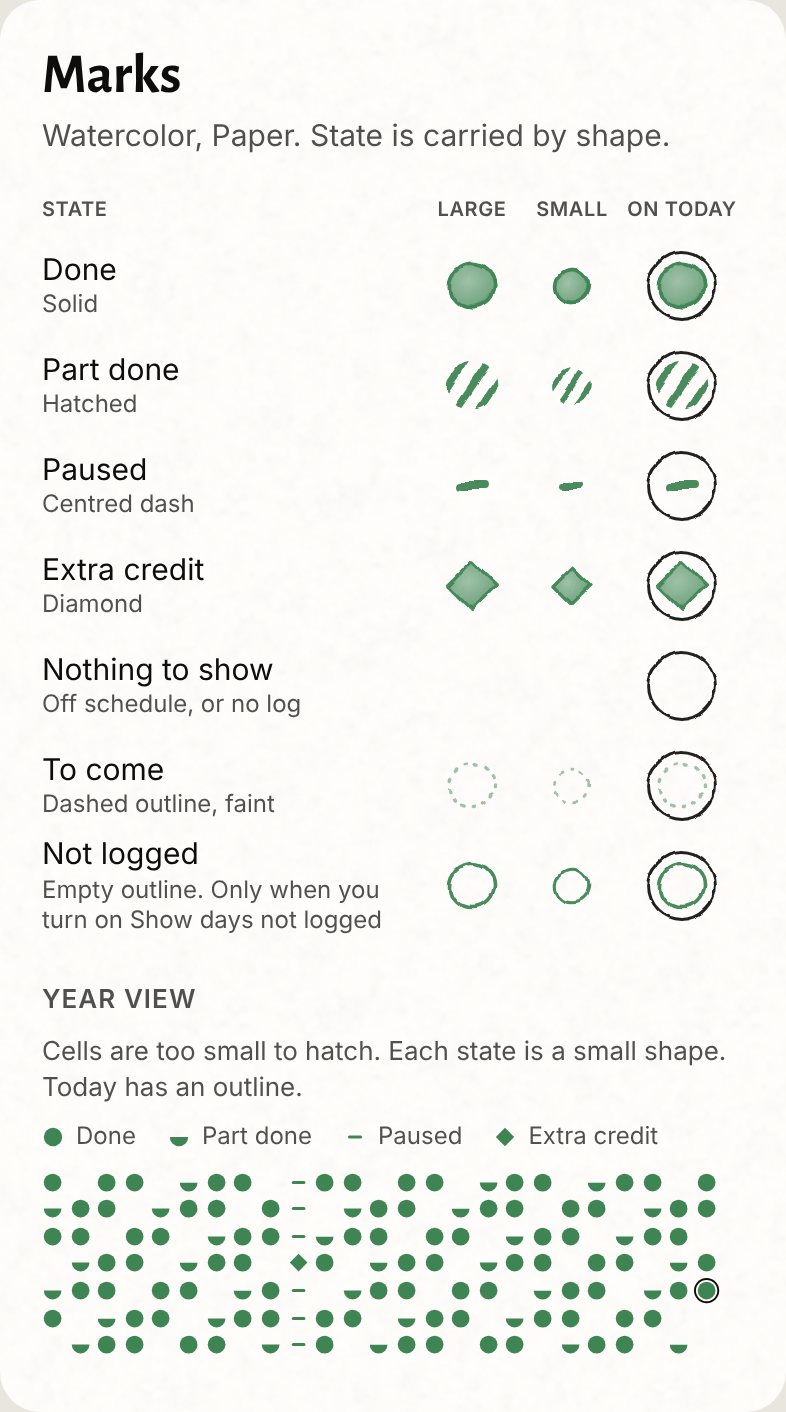 Marks
Watercolor, Paper. State is carried by shape.
STATE LARGE SMALL ON TODAY
Done
Solid
Part done
Hatched
Paused
Centred dash
Extra credit
Diamond
Nothing to show
Off schedule, or no log
To come
Dashed outline, faint
Not logged
Empty outline. Only when you
turn on Show days not logged
YEAR VIEW
Cells are too small to hatch. Each state is a small shape.
Today has an outline.
Done Part done Paused Extra credit